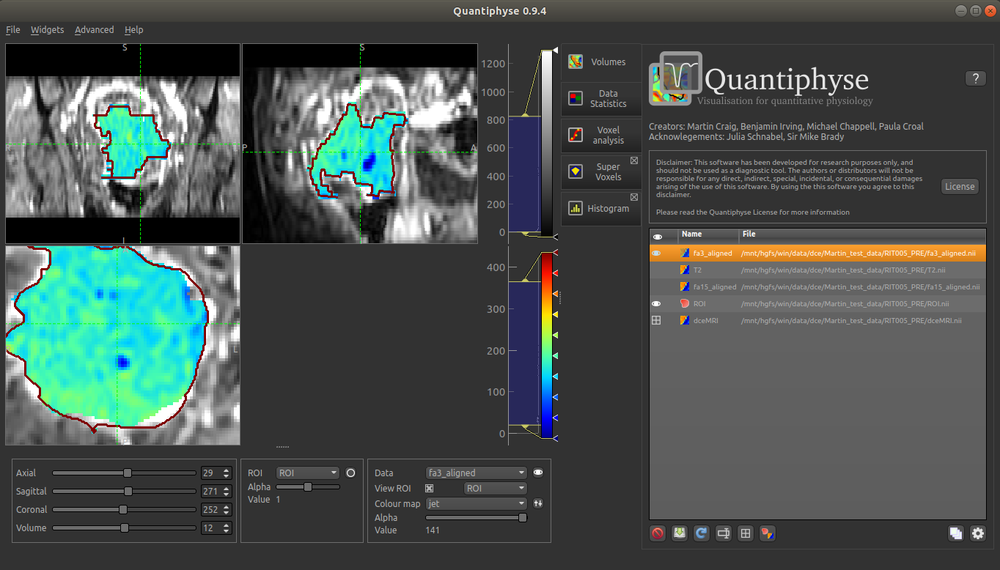 Quantiphyse 0.9.4
File Widgets Advanced Help
S
S
P
A
I
L
1200
1000
800
600
400
200
0
400
300
200
100
0
Volumes
Data
Statistics
Voxel
analysis
Super
Voxels
Histogram
Quantiphyse
Visualisation for quantitative physiology
?
Creators: Martin Craig, Benjamin Irving, Michael Chappell, Paula Croal
Acknowlegements: Julia Schnabel, Sir Mike Brady
Disclaimer: This software has been developed for research purposes only, and
should not be used as a diagnostic tool. The authors or distributors will not be
responsible for any direct, indirect, special, incidental, or consequential damages
arising of the use of this software. By using the this software you agree to this
disclaimer.
Please read the Quantiphyse License for more information
License
Name File
fa3_aligned /mnt/hgfs/win/data/dce/Martin_test_data/RIT005_PRE/fa3_aligned.nii
T2 /mnt/hgfs/win/data/dce/Martin_test_data/RIT005_PRE/T2.nii
fa15_aligned /mnt/hgfs/win/data/dce/Martin_test_data/RIT005_PRE/fa15_aligned.nii
ROI /mnt/hgfs/win/data/dce/Martin_test_data/RIT005_PRE/ROI.nii
dceMRI /mnt/hgfs/win/data/dce/Martin_test_data/RIT005_PRE/dceMRI.nii
Axial 29
Sagittal 271
Coronal 252
Volume 12
ROI ROI
Alpha
Value 1
Data fa3_aligned
View ROI ROI
Colour map jet
Alpha
Value 141